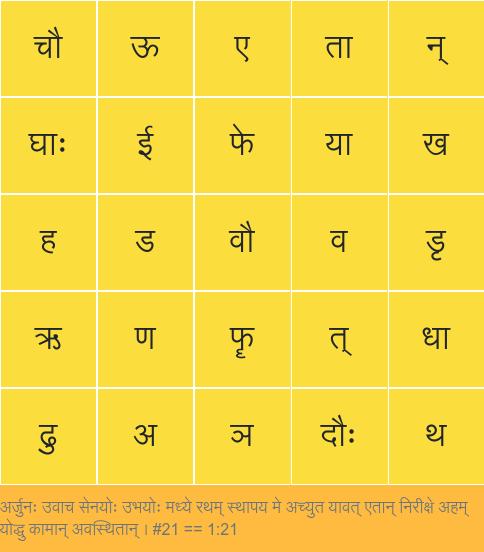 चौ ऊ ए ता न्
घाः ई फे या ख
ह ड वौ व डृ
ऋ ण फॄ त् धा
ढु अ ञ दौः थ
अर्जुनः उवाच सेनयोः उभयोः मध्ये रथम् स्थापय मे अच्युत यावत् एतान् निरीक्षे अहम्
योद्धु कामान् अवस्थितान् । #21 == 1:21